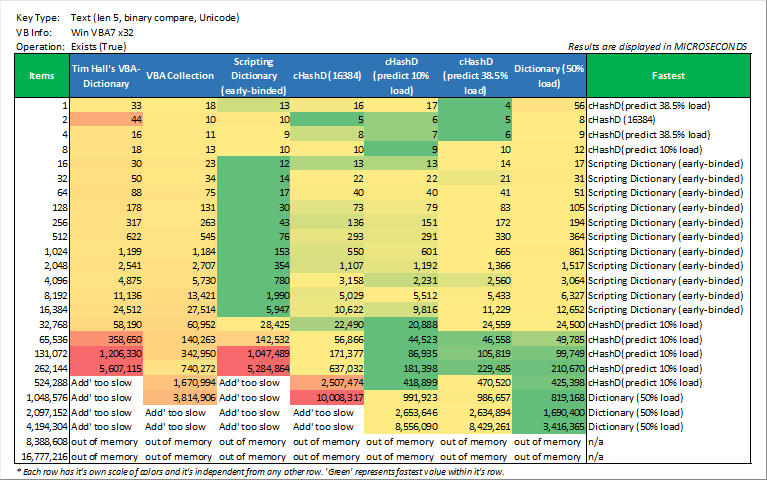 Key Type: Text (len 5, binary compare, Unicode)
VB Info: Win VBA7 x32
Operation: Exists (True)
Results are displayed in MICROSECONDS
Items Tim Hall's VBA-Dictionary VBA Collection Scripting Dictionary (early-binded) cHashD (16384) cHashD (predict 10% load) cHashD (predict 38.5% load) Dictionary (50% load) Fastest
1 33 18 13 16 17 4 56 cHashD(predict 38.5% load)
2 44 10 10 5 6 5 8 cHashD (16384)
4 16 11 9 8 7 6 9 cHashD(predict 38.5% load)
8 18 13 10 10 9 10 12 cHashD(predict 10% load)
16 30 23 12 13 13 14 17 Scripting Dictionary (early-binded)
32 50 34 14 22 22 21 31 Scripting Dictionary (early-binded)
64 88 75 17 40 40 41 51 Scripting Dictionary (early-binded)
128 178 131 30 73 79 83 105 Scripting Dictionary (early-binded)
256 317 263 43 136 151 172 194 Scripting Dictionary (early-binded)
512 622 545 76 293 291 330 364 Scripting Dictionary (early-binded)
1,024 1,199 1,184 153 550 601 665 861 Scripting Dictionary (early-binded)
2,048 2,541 2,707 354 1,107 1,192 1,366 1,517 Scripting Dictionary (early-binded)
4,096 4,875 5,730 780 3,158 2,231 2,560 3,064 Scripting Dictionary (early-binded)
8,192 11,136 13,421 1,990 5,029 5,512 5,433 6,327 Scripting Dictionary (early-binded)
16,384 24,512 27,514 5,947 10,622 9,816 11,229 12,652 Scripting Dictionary (early-binded)
32,768 58,190 60,952 28,425 22,490 20,888 24,559 24,500 cHashD(predict 10% load)
65,536 358,650 140,263 142,532 56,866 44,523 46,558 49,785 cHashD(predict 10% load)
131,072 1,206,330 342,950 1,047,489 171,377 86,935 105,819 99,749 cHashD(predict 10% load)
262,144 5,607,115 740,272 5,284,864 637,032 181,398 229,485 210,670 cHashD(predict 10% load)
524,288 Add' too slow 1,670,994 Add' too slow 2,507,474 418,899 470,520 425,398 cHashD(predict 10% load)
1,048,576 Add' too slow 3,814,906 Add' too slow 10,008,317 991,923 986,657 819,168 Dictionary (50% load)
2,097,152 Add' too slow Add' too slow Add' too slow Add' too slow 2,653,646 2,634,894 1,690,400 Dictionary (50% load)
4,194,304 Add' too slow Add' too slow Add' too slow Add' too slow 8,556,090 8,429,261 3,416,365 Dictionary (50% load)
8,388,608 out of memory out of memory out of memory out of memory out of memory out of memory out of memory n/a
16,777,216 out of memory out of memory out of memory out of memory out of memory out of memory out of memory n/a
* Each row has it's own scale of colors and it's independent from any other row. 'Green' represents fastest value within it's row.